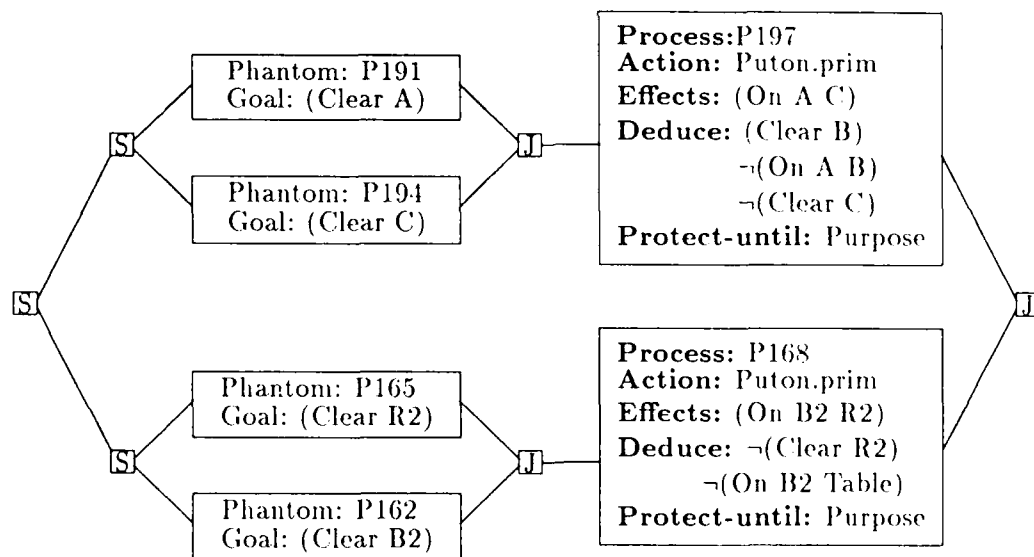 Phantom: P191
Goal: (Clear A)
Process:P197
Action: Puton.prim
Effects: (On A C)
Deduce: (Clear B)
¬(On A B)
¬(Clear C)
Protect-until: Purpose
S
J
Phantom: P194
Goal: (Clear C)
S
J
Phantom: P165
Goal: (Clear R2)
Process: P168
Action: Puton.prim
Effects: (On B2 R2)
Deduce: ¬(Clear R2)
¬(On B2 Table)
Protect-until: Purpose
S
J
Phantom: P162
Goal: (Clear B2)